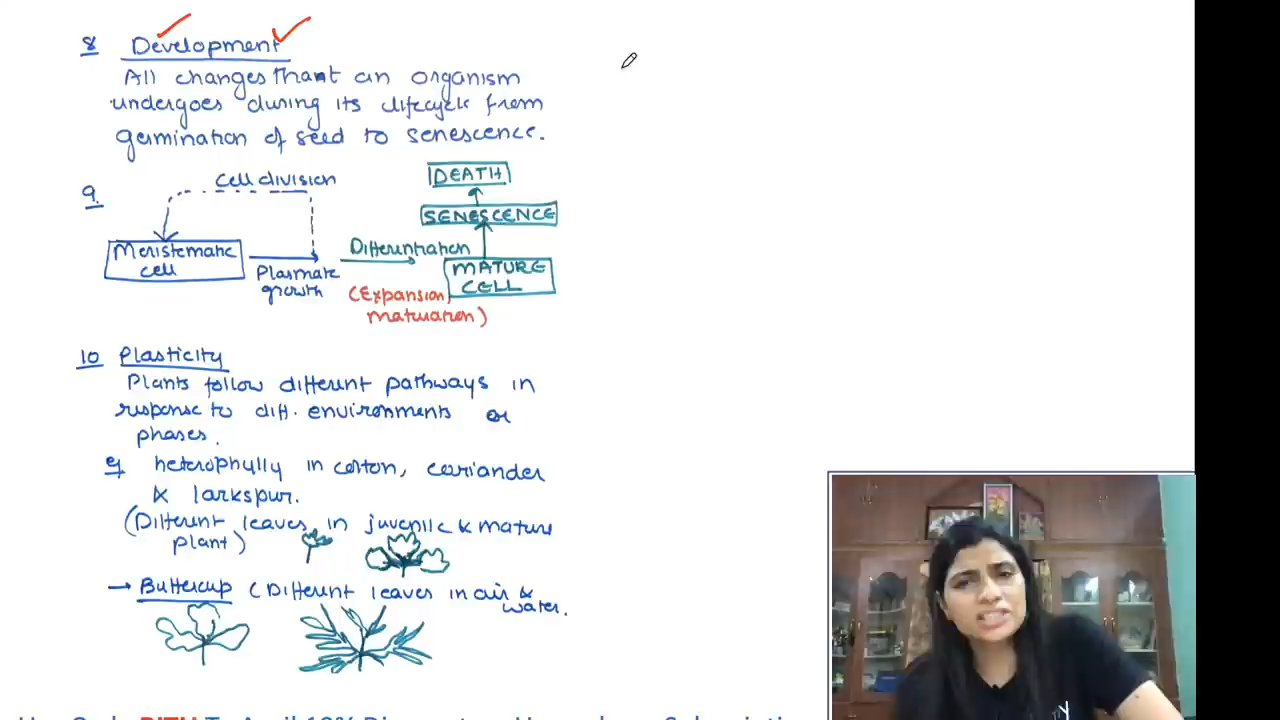 8 Development
All changes thant an organism
undergoes during its lifecycle from
germination of seed to senescence.
9.
Cell division
DEATH
SENESCENCE
Meristematic
cell
Plasmatic
growth
Differentiation
(Expansion,
maturation)
MATURE
CELL
10 Plasticity
Plants follow different pathways in
response to diff. environments or
phases.
eg heterophylly in cotton, coriander
& larkspur.
(Different leaves in juvenile & mature
plant)
→ Buttercup (Different leaves in air &
water.